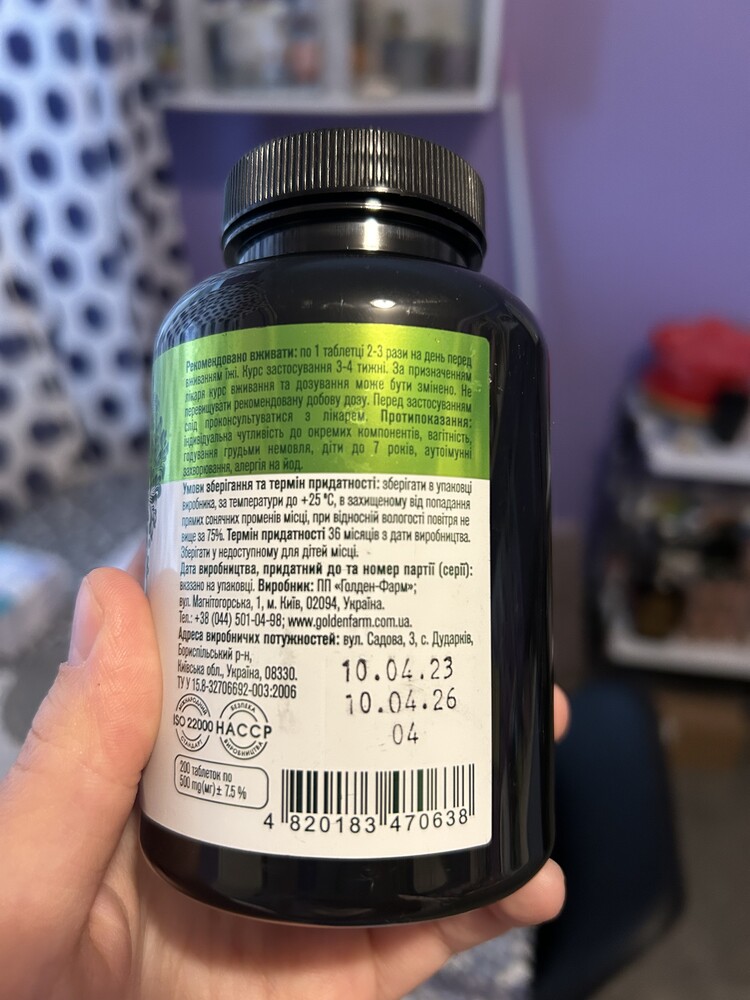 Рекомендовано вживати: по 1 таблетці 2-3 рази на день перед
вживанням їжі. Курс застосування 3-4 тижні. За призначенням
лікаря курс вживання та дозування може бути змінено. Не
перевищувати рекомендовану добову дозу. Перед застосуванням
слід проконсультуватися з лікарем. Протипоказання:
індивідуальна чутливість до окремих компонентів, вагітність,
годування грудьми немовля, діти до 7 років, аутоімунні
захворювання, алергія на йод.
Умови зберігання та термін придатності: зберігати в упаковці
виробника, за температури до +25 °С, в захищеному від попадання
прямих сонячних променів місці, при відносній вологості повітря не
вище за 75%. Термін придатності 36 місяців з дати виробництва.
Зберігати у недоступному для дітей місці.
Дата виробництва, придатний до та номер партії (серії):
вказано на упаковці. Виробник: ПП «Голден-Фарм»;
вул. Магнітогорська, 1, м. Київ, 02094, Україна.
Тел.: +38 (044) 501-04-98; www.goldenfarm.com.ua.
Адреса виробничих потужностей: вул. Садова, 3, с. Дударків,
Бориспільський р-н,
Київська обл., Україна, 08330.
ТУ У 15.8-32706692-003:2006
10.04.23
10.04.26
04
МІЖНАРОДНИЙ
ISO 22000
СТАНДАРТ
БЕЗПЕКА
HACCP
ВИРОБНИЦТВА
200 таблеток по
500 mg(мг) ± 7.5 %
4 820183 470638